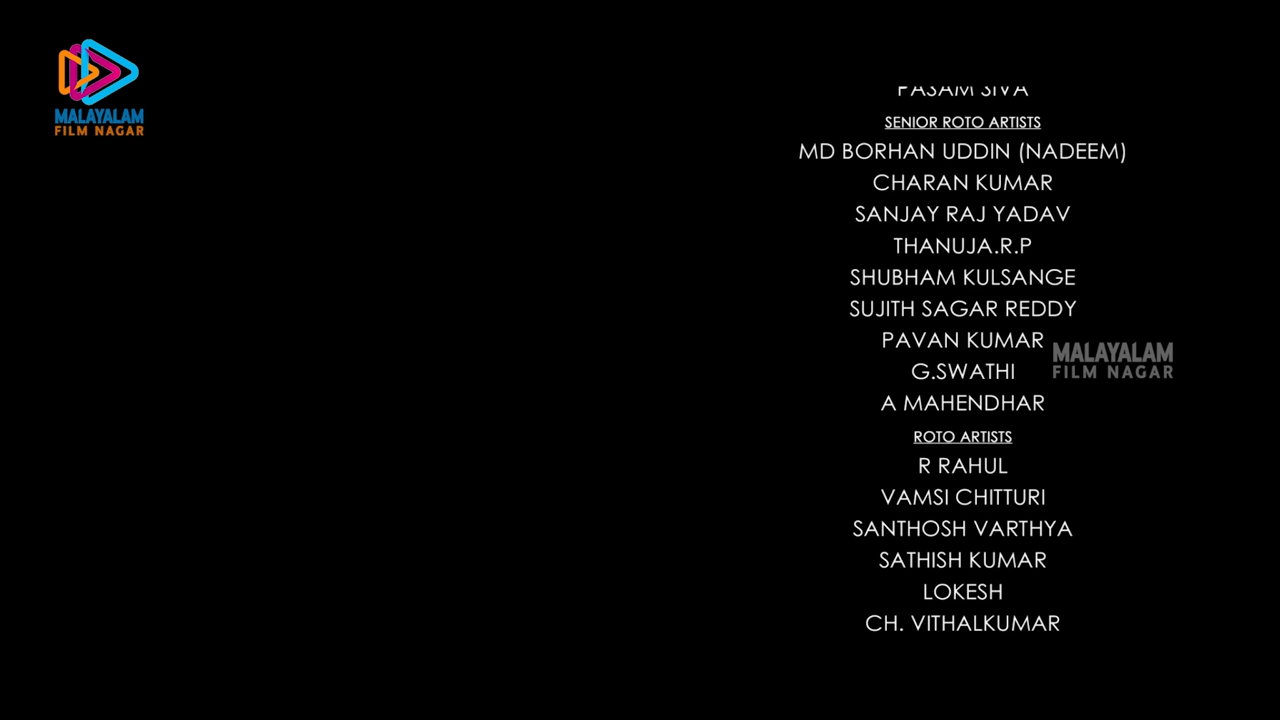 MALAYALAM
FILM NAGAR
PASAM SIVA
SENIOR ROTO ARTISTS
MD BORHAN UDDIN (NADEEM)
CHARAN KUMAR
SANJAY RAJ YADAV
THANUJA.R.P
SHUBHAM KULSANGE
SUJITH SAGAR REDDY
PAVAN KUMAR
G.SWATHI
A MAHENDHAR
MALAYALAM
FILM NAGAR
ROTO ARTISTS
R RAHUL
VAMSI CHITTURI
SANTHOSH VARTHYA
SATHISH KUMAR
LOKESH
CH. VITHALKUMAR